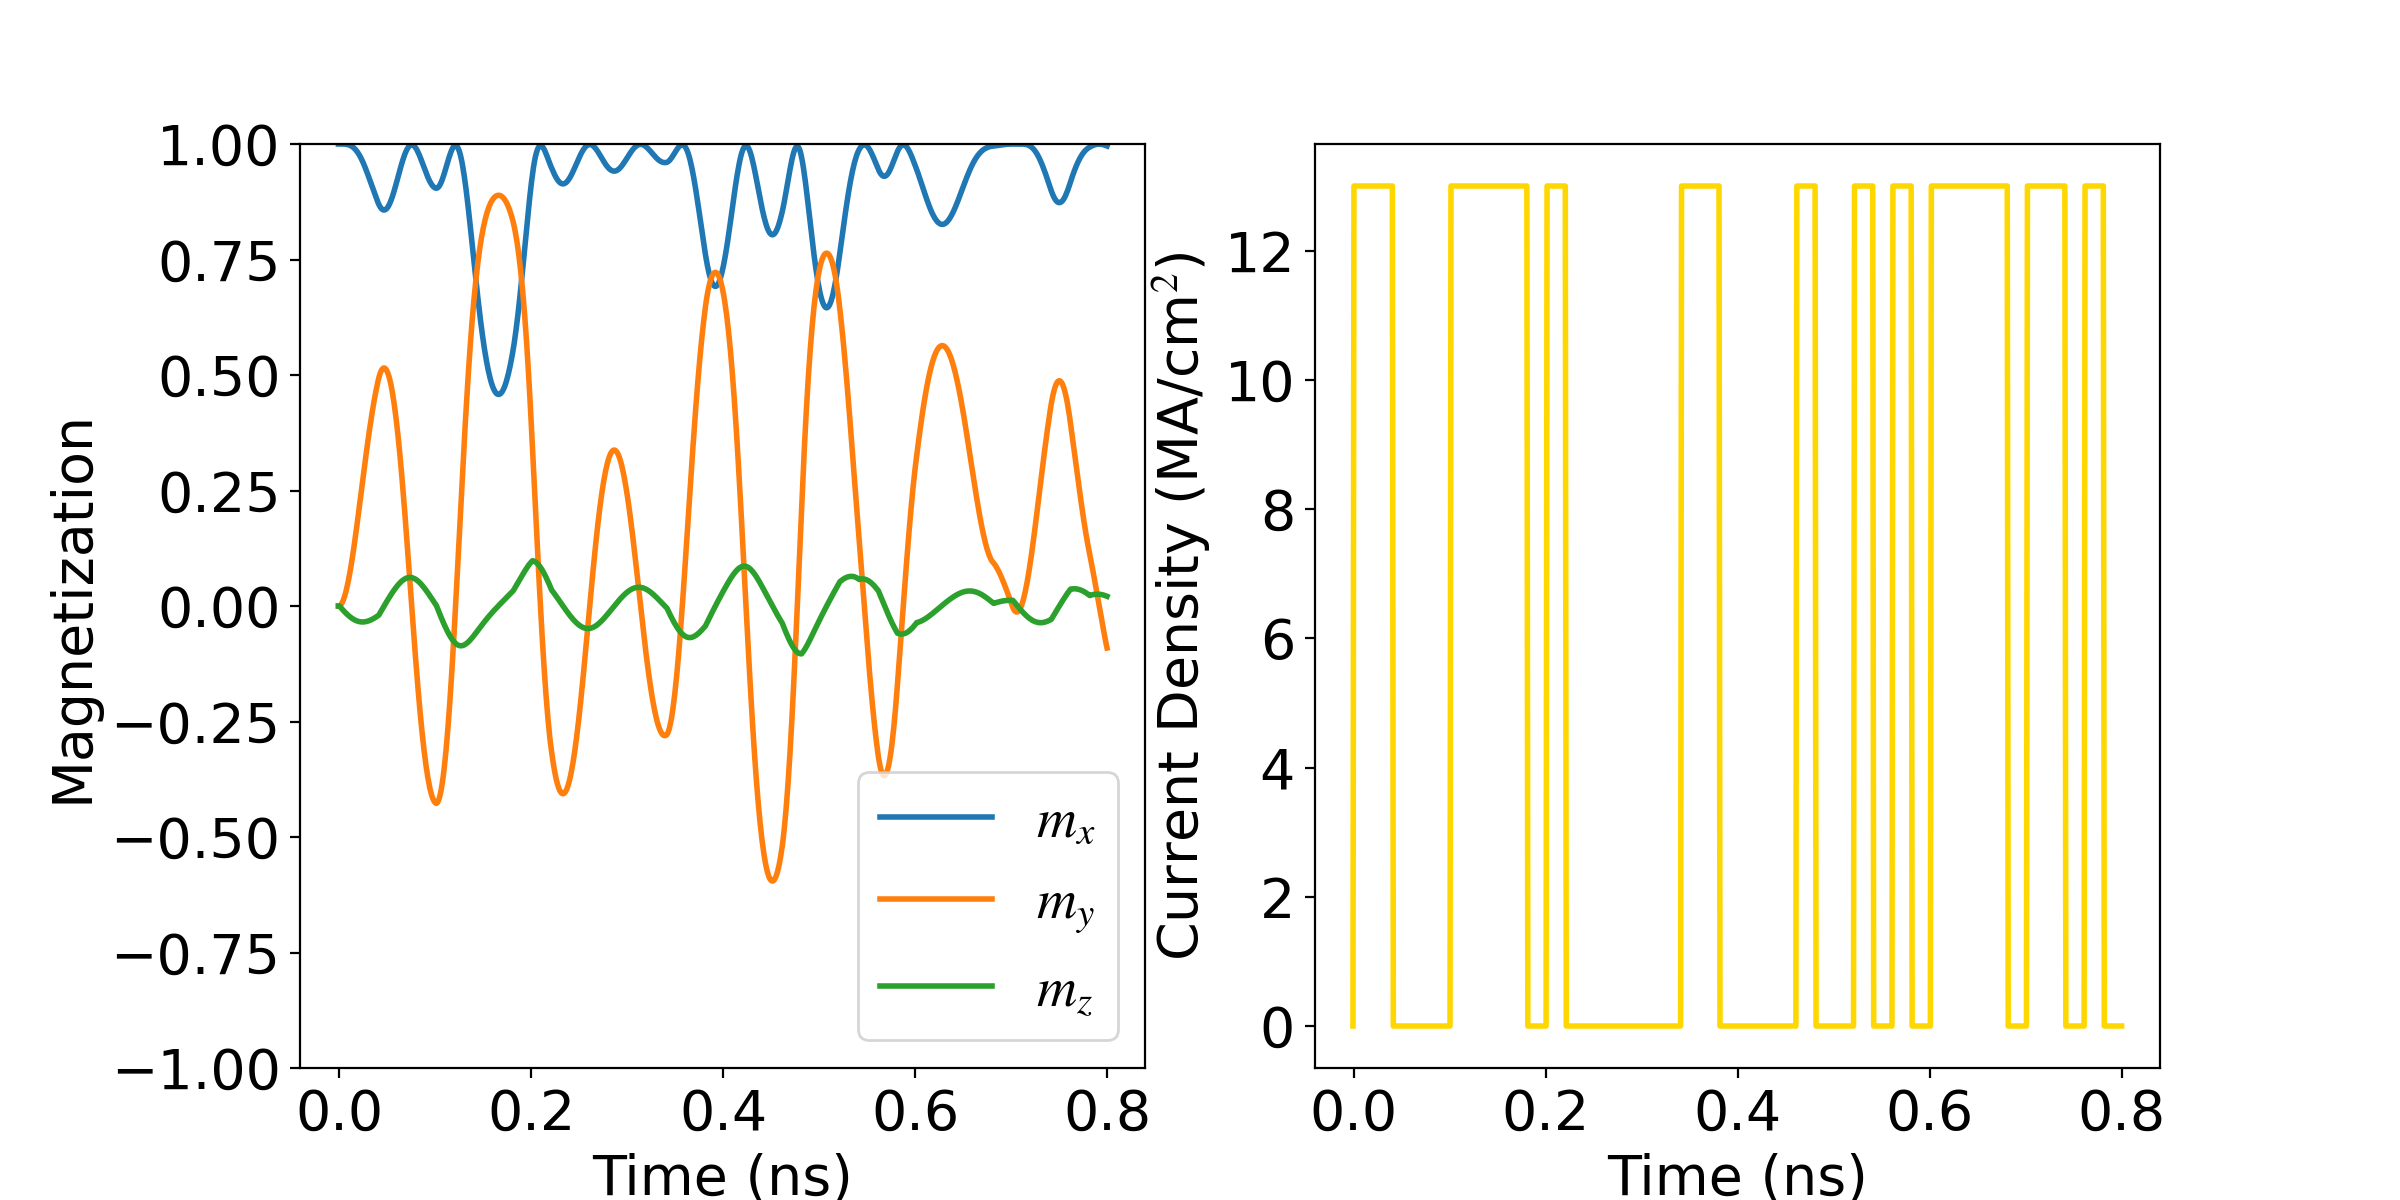 Magnetization
1.00
0.75
0.50
0.25
0.00
−0.25
−0.50
−0.75
−1.00
0.0 0.2 0.4 0.6 0.8
Time (ns)
m_x
m_y
m_z
Current Density (MA/cm²)
12
10
8
6
4
2
0
0.0 0.2 0.4 0.6 0.8
Time (ns)